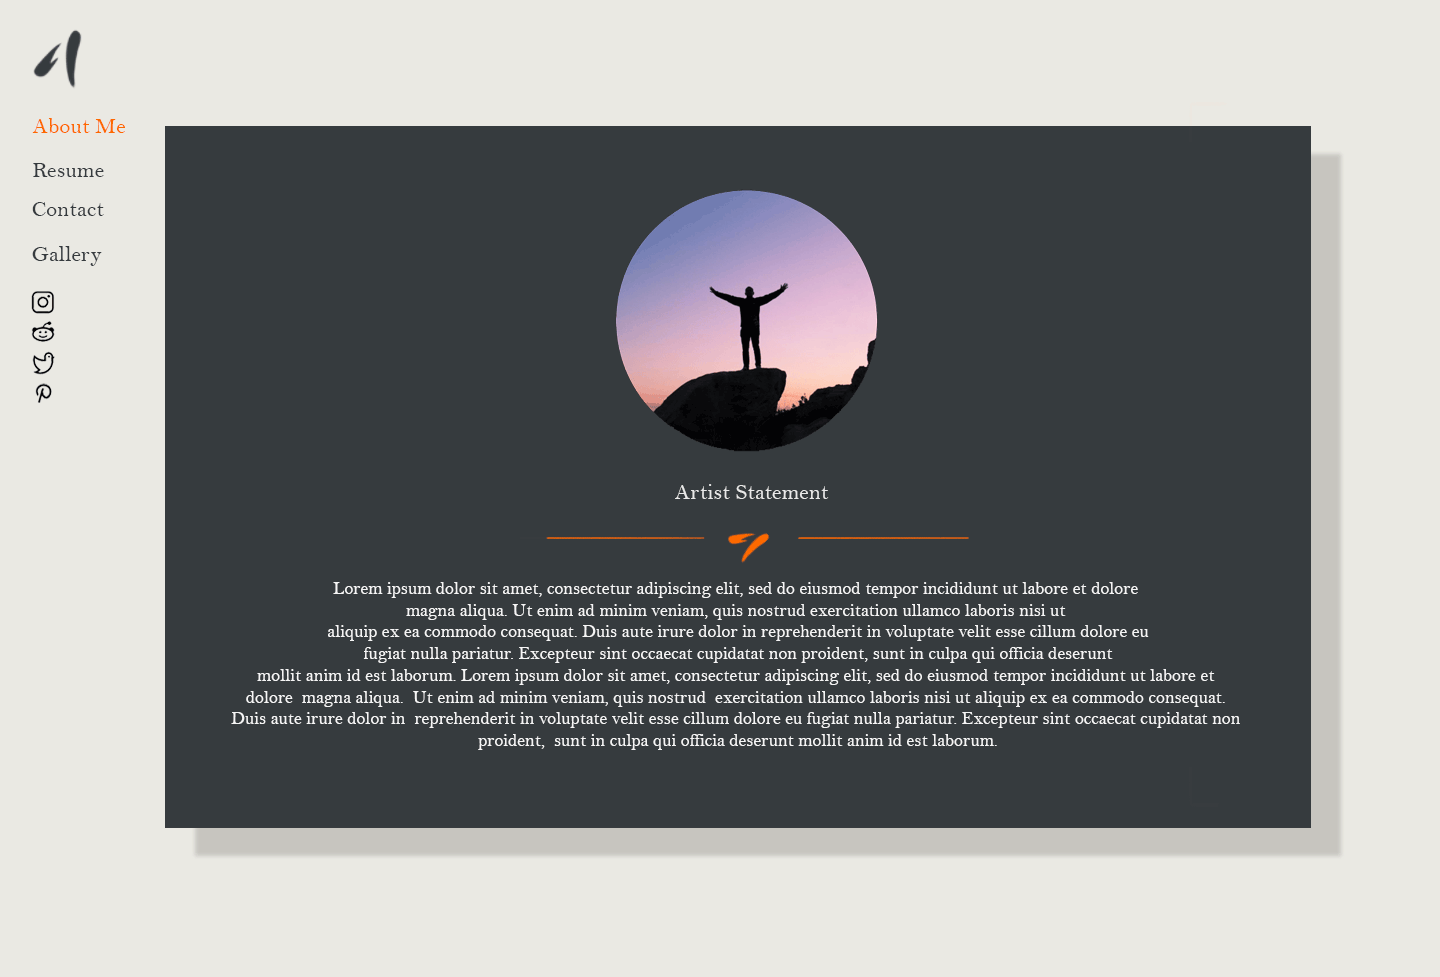 About Me
Resume
Contact
Gallery
Artist Statement
Lorem ipsum dolor sit amet, consectetur adipiscing elit, sed do eiusmod tempor incididunt ut labore et dolore
magna aliqua. Ut enim ad minim veniam, quis nostrud exercitation ullamco laboris nisi ut
aliquip ex ea commodo consequat. Duis aute irure dolor in reprehenderit in voluptate velit esse cillum dolore eu
fugiat nulla pariatur. Excepteur sint occaecat cupidatat non proident, sunt in culpa qui officia deserunt
mollit anim id est laborum. Lorem ipsum dolor sit amet, consectetur adipiscing elit, sed do eiusmod tempor incididunt ut labore et
dolore  magna aliqua.  Ut enim ad minim veniam, quis nostrud  exercitation ullamco laboris nisi ut aliquip ex ea commodo consequat.
Duis aute irure dolor in  reprehenderit in voluptate velit esse cillum dolore eu fugiat nulla pariatur. Excepteur sint occaecat cupidatat non
proident,  sunt in culpa qui officia deserunt mollit anim id est laborum.